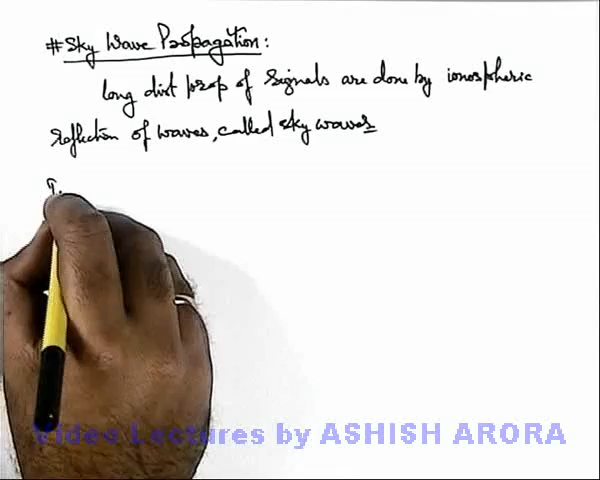 # Sky Wave Propagation :
long dist prop of signals are done by ionospheric
reflection of waves, called sky waves
Video Lectures by ASHISH ARORA